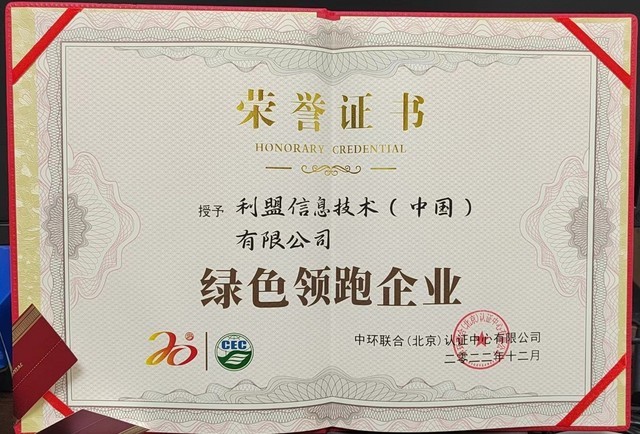 荣誉证书
HONORARY CREDENTIAL
授予 利盟信息技术（中国）
有限公司
绿色领跑企业
20
CEC
中环联合(北京)认证中心有限公司
二〇二二年十二月